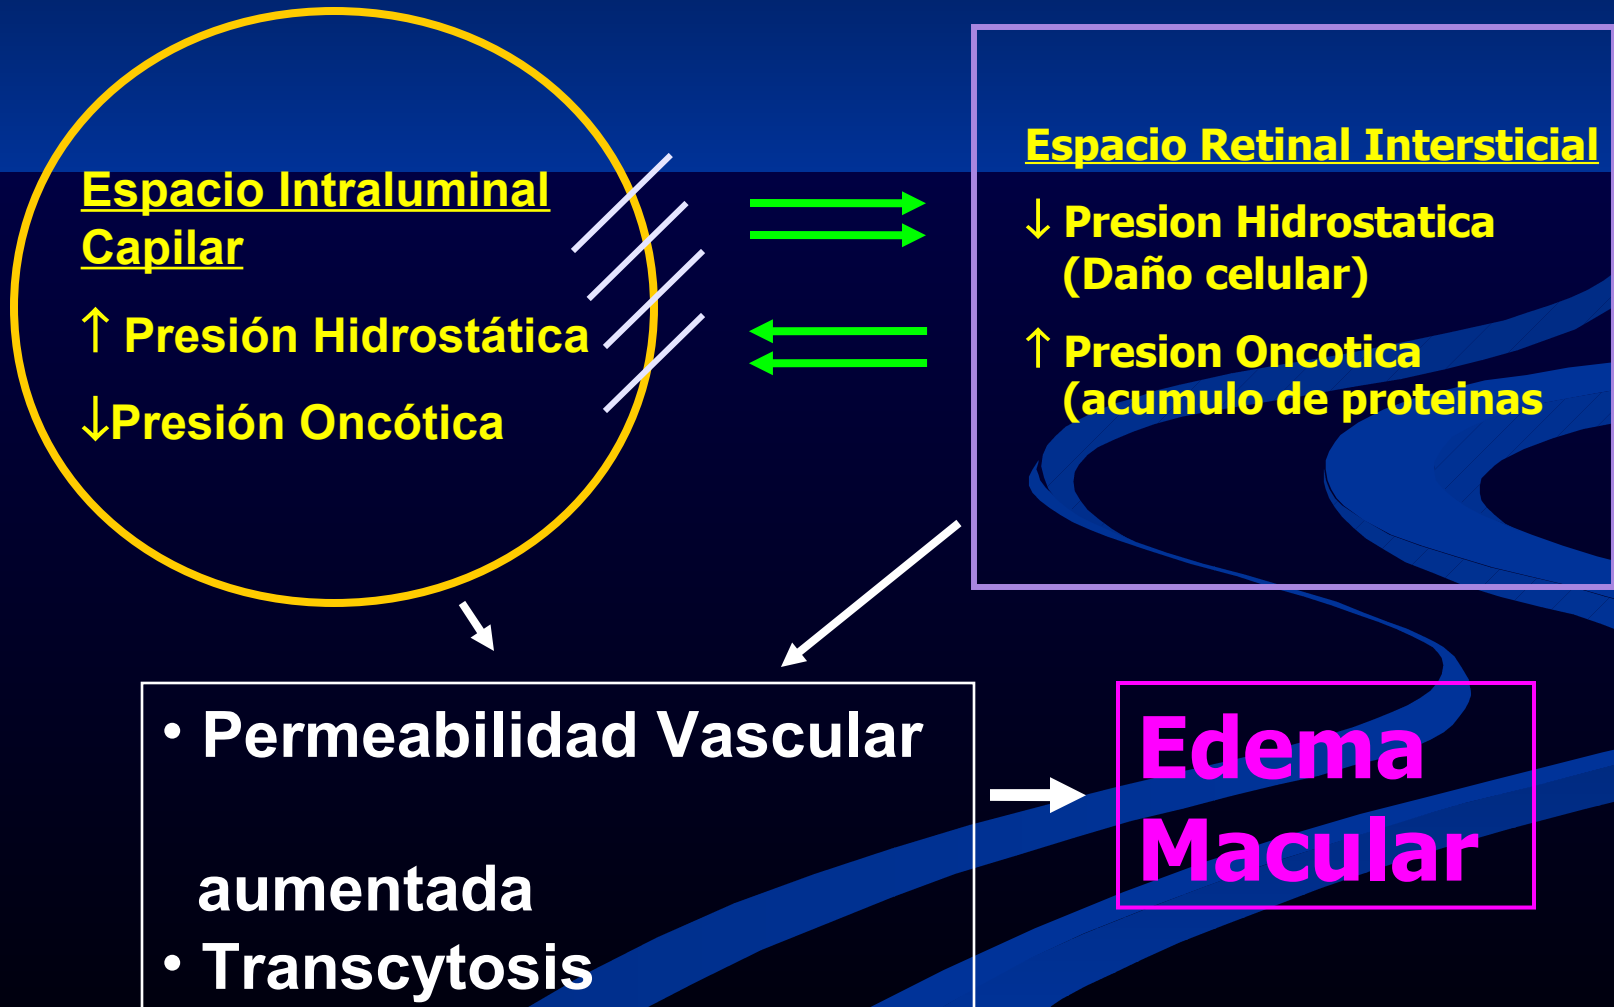 Espacio Intraluminal
Capilar
↑ Presión Hidrostática
↓Presión Oncótica
Espacio Retinal Intersticial
↓ Presion Hidrostatica
(Daño celular)
↑ Presion Oncotica
(acumulo de proteinas
• Permeabilidad Vascular
aumentada
• Transcytosis
Edema
Macular